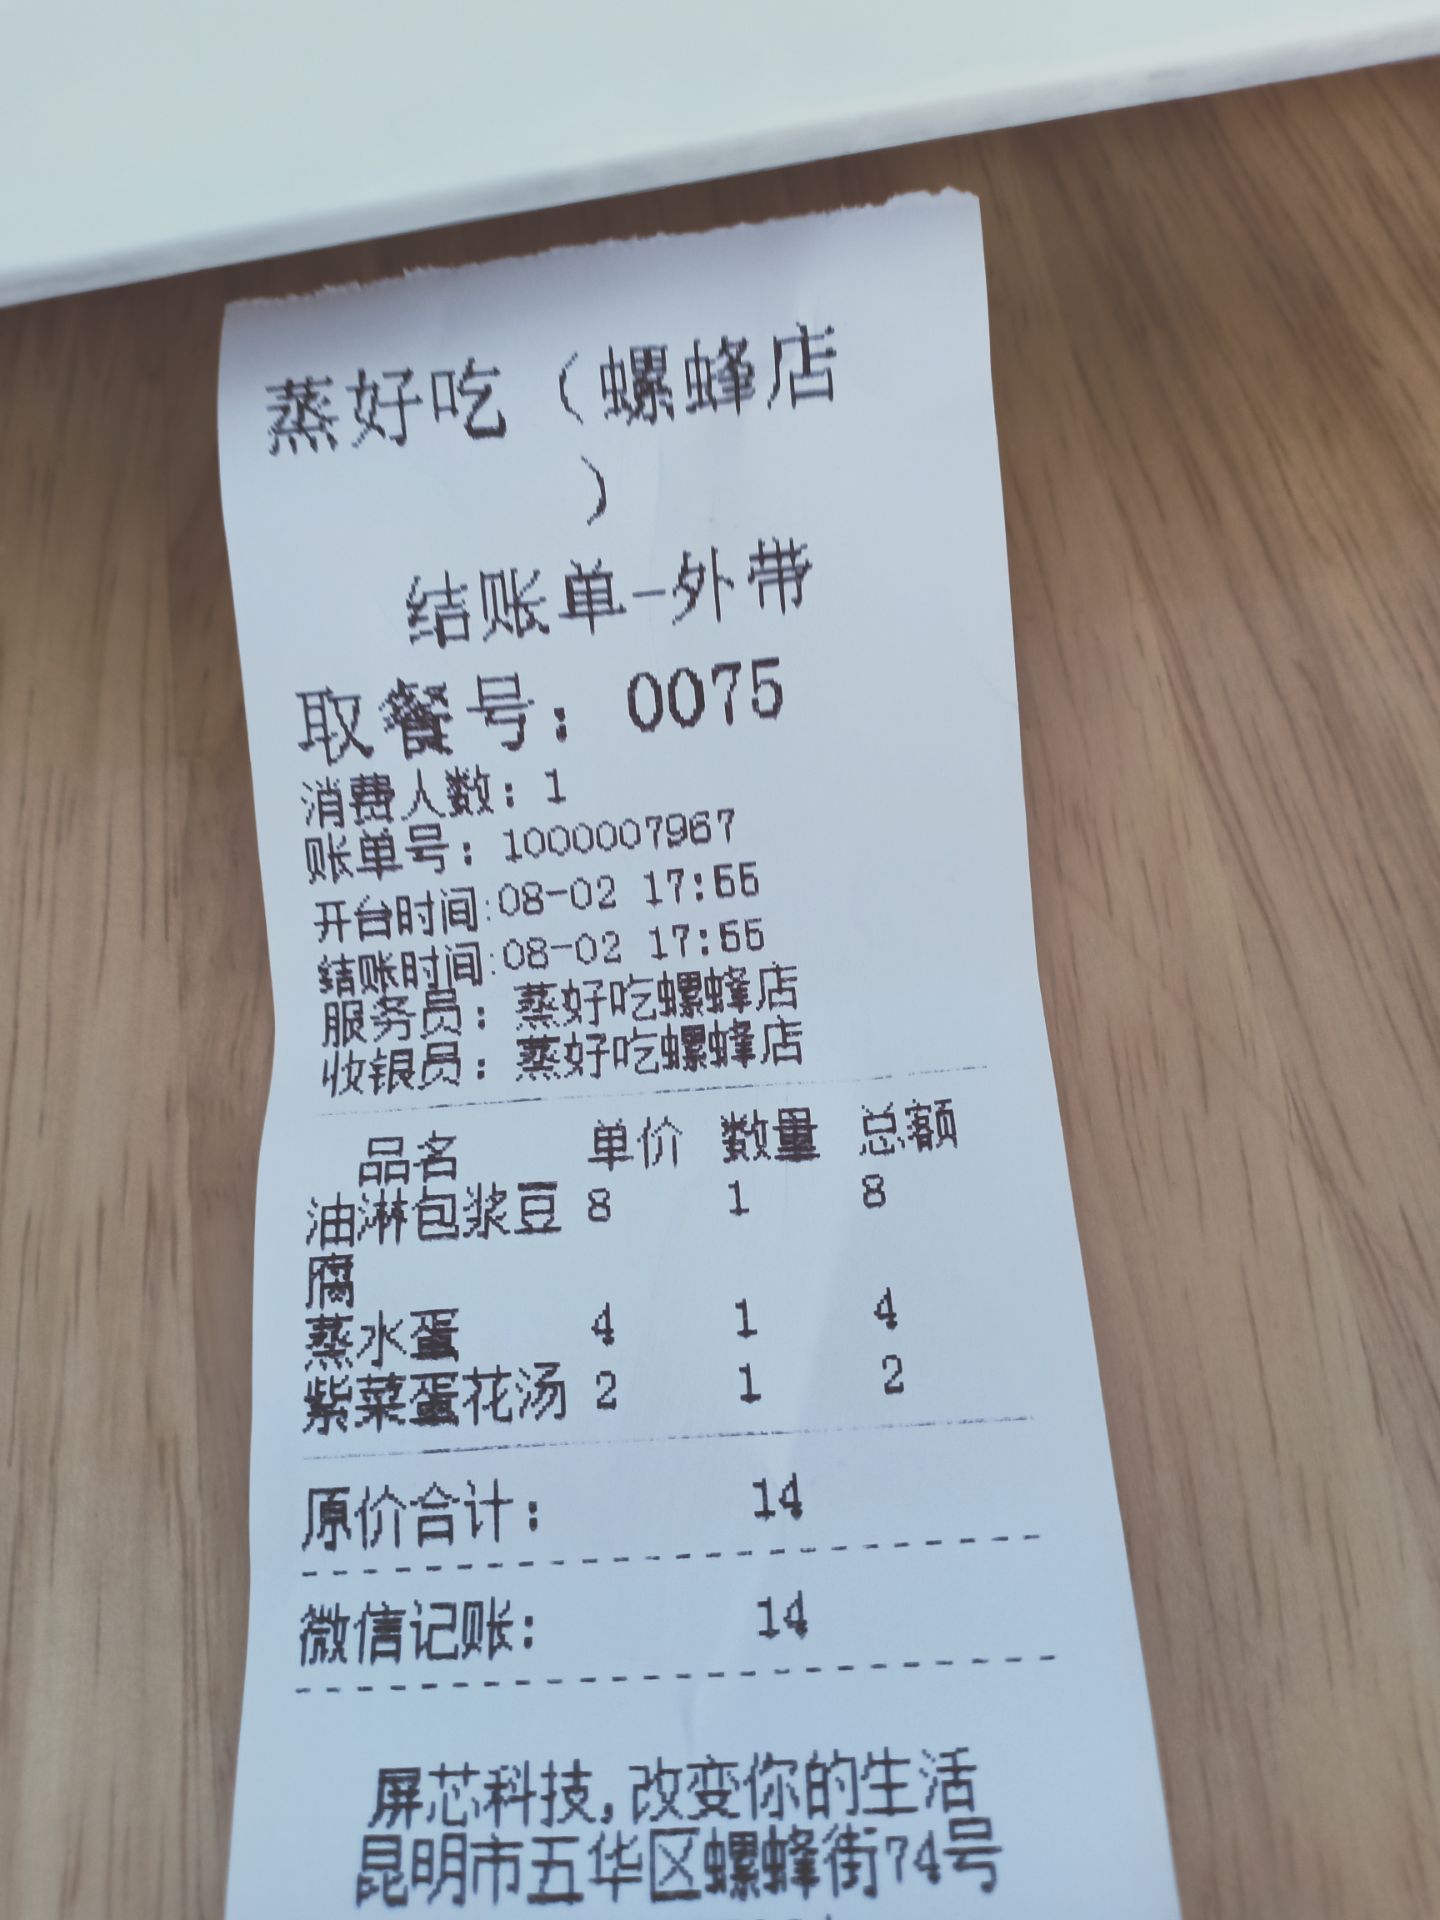 蒸好吃（螺蜂店
）
结账单-外带
取餐号：0075
消费人数：1
账单号：1000007967
开台时间:08-02 17:55
结账时间:08-02 17:55
服务员：蒸好吃螺蜂店
收银员：蒸好吃螺蜂店
品名 单价 数量 总额
油淋包浆豆 8 1 8
腐
蒸水蛋 4 1 4
紫菜蛋花汤 2 1 2
原价合计： 14
微信记账： 14
屏芯科技,改变你的生活
昆明市五华区螺蜂街74号